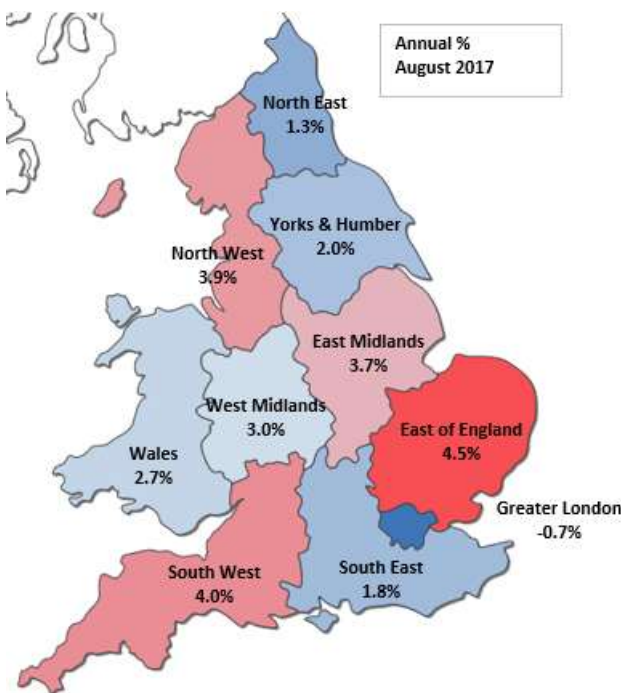 Annual %
August 2017
North East
1.3%
Yorks & Humber
2.0%
North West
3.9%
East Midlands
3.7%
West Midlands
3.0%
East of England
4.5%
Wales
2.7%
Greater London
-0.7%
South West
4.0%
South East
1.8%